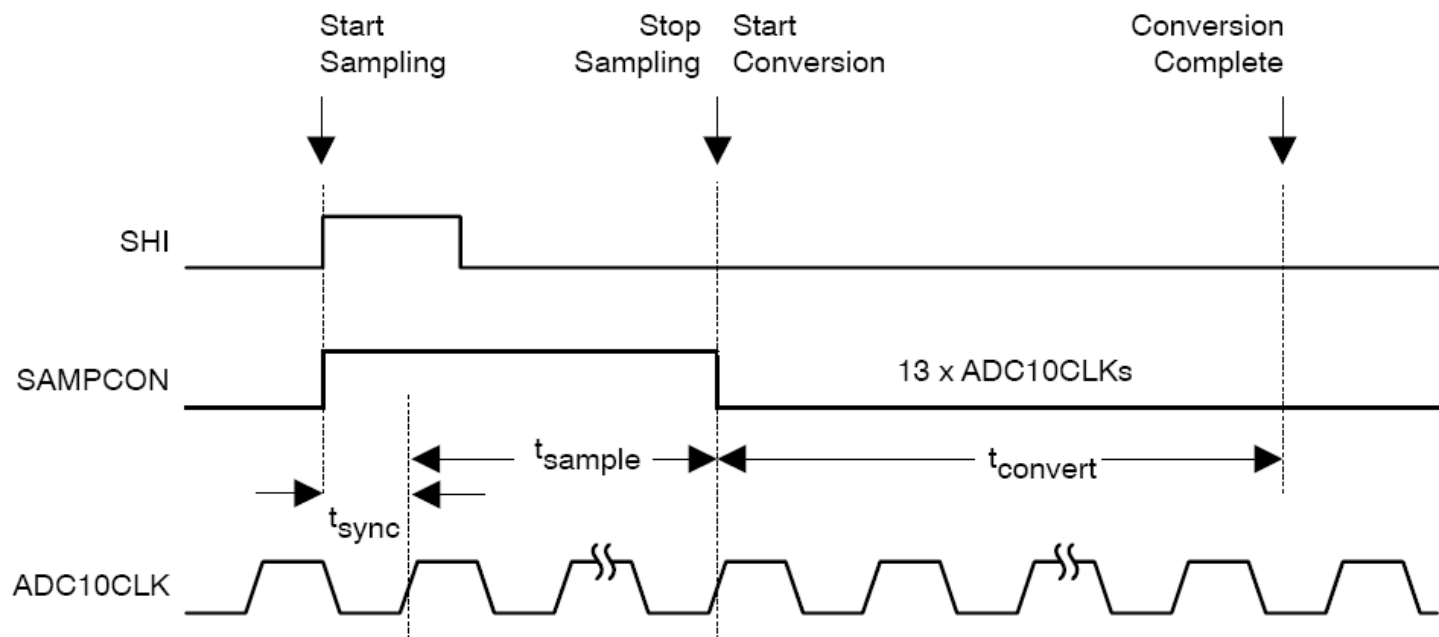 Start
Sampling
Stop
Sampling
Start
Conversion
Conversion
Complete
SHI
SAMPCON
13 x ADC10CLKs
tsample
tconvert
tsync
ADC10CLK